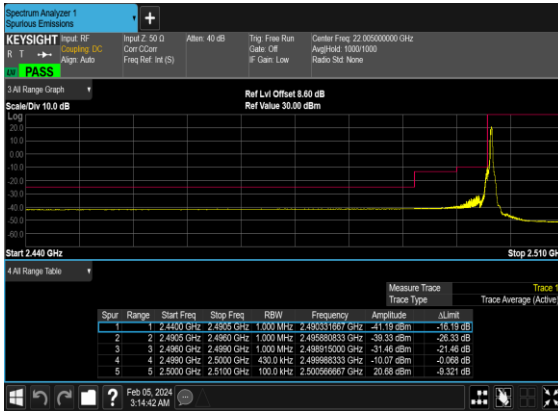 Spectrum Analyzer 1
Spurious Emissions
+
KEYSIGHT Input: RF Input Z: 50 Ω Atten: 40 dB Trig: Free Run Center Freq: 22.005000000 GHz
R T Coupling: DC Corr CCorr Gate: Off Avg|Hold: 1000/1000
Align: Auto Freq Ref: Int (S) IF Gain: Low Radio Std: None
PASS
3 All Range Graph Ref Lvl Offset 8.60 dB
Scale/Div 10.0 dB Ref Value 30.00 dBm
Log
20.0
10.0
0.00
-10.0
-20.0
-30.0
-40.0
-50.0
-60.0
Start 2.440 GHz Stop 2.510 GH
4 All Range Table
Measure Trace Trace 1
Trace Type Trace Average (Active)
Spur Range Start Freq Stop Freq RBW Frequency Amplitude ΔLimit
1 1 2.4400 GHz 2.4905 GHz 1.000 MHz 2.490331667 GHz -41.19 dBm -16.19 dB
2 2 2.4905 GHz 2.4960 GHz 1.000 MHz 2.495880833 GHz -39.33 dBm -26.33 dB
3 3 2.4960 GHz 2.4990 GHz 1.000 MHz 2.498915000 GHz -31.46 dBm -21.46 dB
4 4 2.4990 GHz 2.5000 GHz 430.0 kHz 2.499988333 GHz -10.07 dBm -0.068 dB
5 5 2.5000 GHz 2.5100 GHz 100.0 kHz 2.500566667 GHz 20.68 dBm -9.321 dB
? Feb 05, 2024
3:14:42 AM